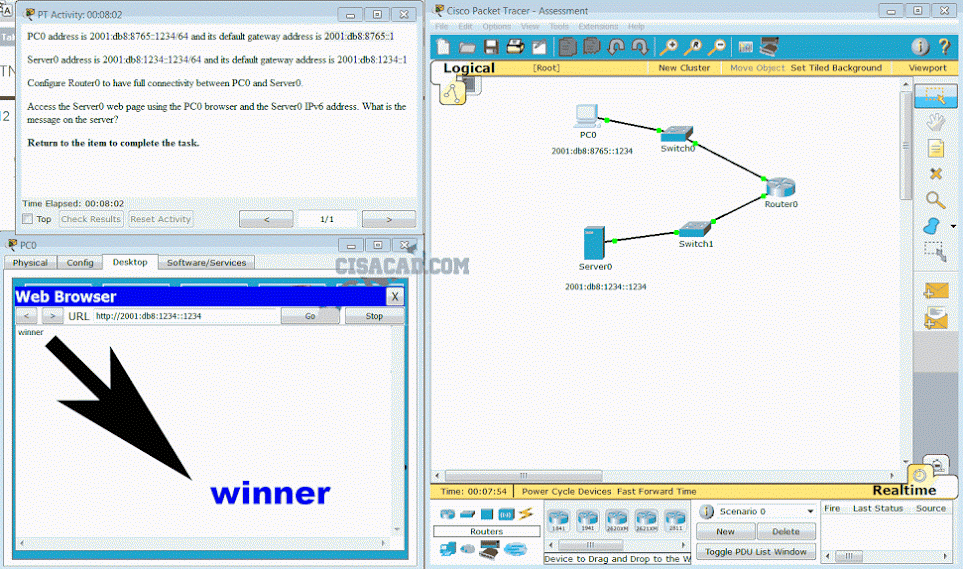 PT Activity: 00:08:02
PC0 address is 2001:db8:8765::1234/64 and its default gateway address is 2001:db8:8765::1
Server0 address is 2001:db8:1234::1234/64 and its default gateway address is 2001:db8:1234::1
Configure Router0 to have full connectivity between PC0 and Server0.
Access the Server0 web page using the PC0 browser and the Server0 IPv6 address. What is the
message on the server?
Return to the item to complete the task.
Time Elapsed: 00:08:02
Top
Check Results
Reset Activity
<
1/1
>
PC0
Physical
Config
Desktop
Software/Services
CISACAD.COM
Web Browser
X
<
>
URL
http://2001:db8:1234::1234
Go
Stop
winner
winner
Cisco Packet Tracer - Assessment
File Edit Options View Tools Extensions Help
Logical
[Root]
New Cluster
Move Object
Set Tiled Background
Viewport
PC0
2001:db8:8765::1234
Switch0
Router0
Switch1
Server0
2001:db8:1234::1234
Time: 00:07:54
Power Cycle Devices Fast Forward Time
Realtime
Routers
1841
1941
2620XM
2621XM
2811
Device to Drag and Drop to the W
Scenario 0
New
Delete
Toggle PDU List Window
Fire
Last Status
Source